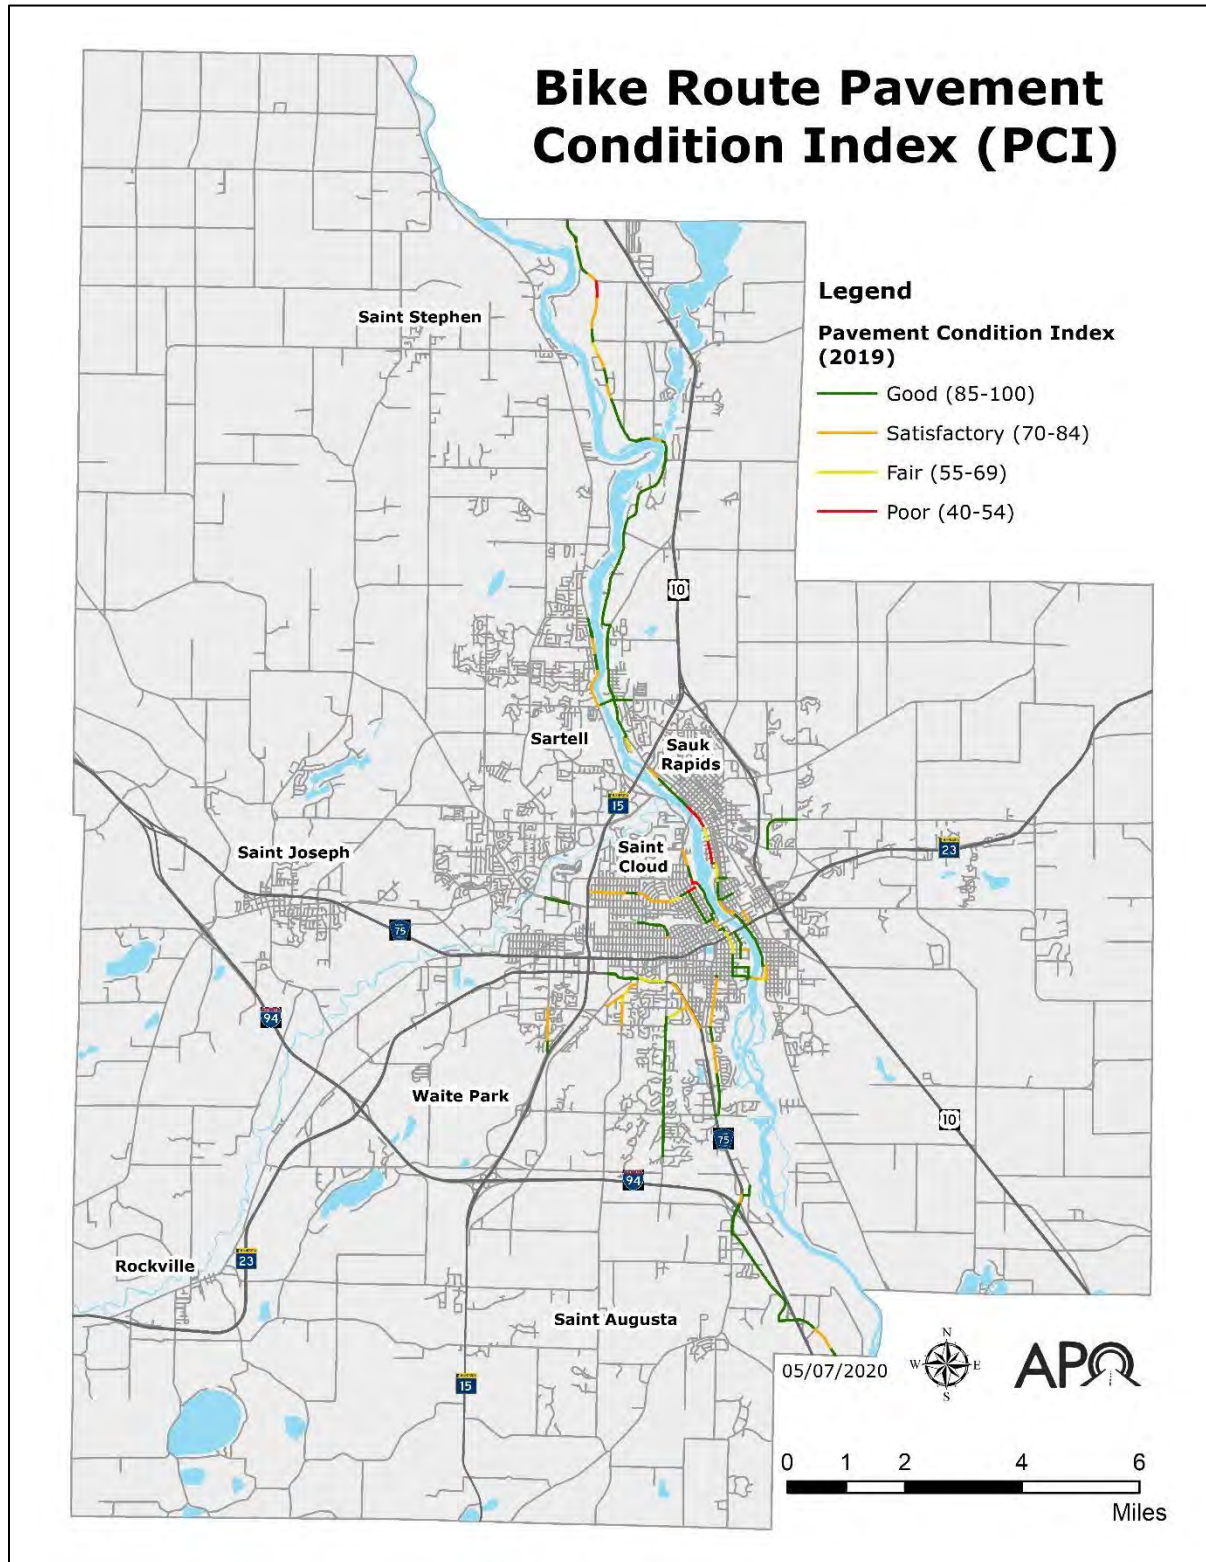 Bike Route Pavement
Condition Index (PCI)
Legend
Pavement Condition Index
(2019)
Good (85-100)
Satisfactory (70-84)
Fair (55-69)
Poor (40-54)
Saint Stephen
10
Sartell
Sauk
Rapids
15
Saint Joseph
Saint
Cloud
23
75
94
Waite Park
10
75
94
Rockville
23
Saint Augusta
15
05/07/2020
N
W
E
S
APO
0
1
2
4
6
Miles